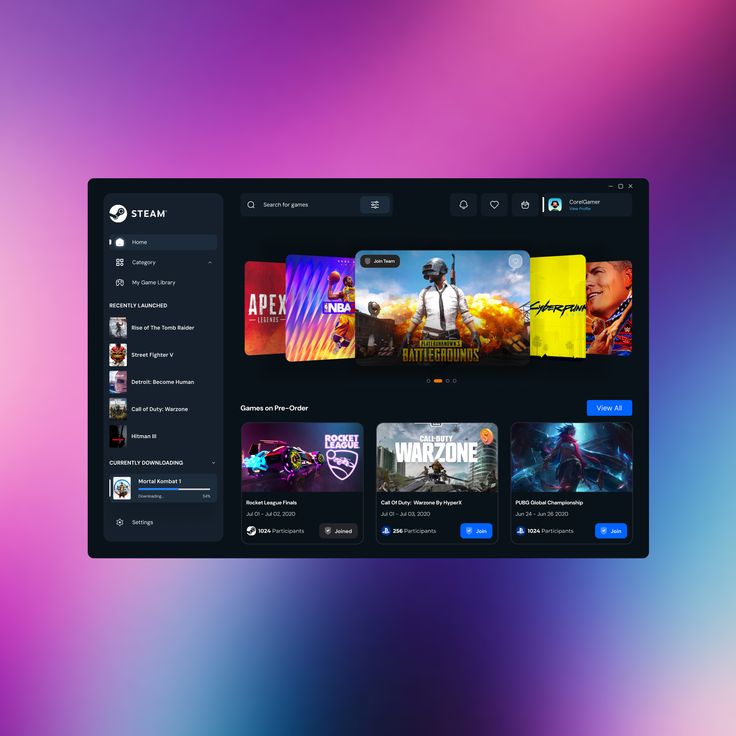 STEAM
Home
Category
My Game Library
RECENTLY LAUNCHED
Rise of The Tomb Raider
Street Fighter V
Detroit: Become Human
Call of Duty: Warzone
Hitman III
CURRENTLY DOWNLOADING
Mortal Kombat 1
Downloading...
54%
Settings
Search for games
CorelGamer
View Profile
APEX
LEGENDS
NBA
Join Team
PLAYERUNKNOWN'S
BATTLEGROUNDS
Cyberpunk
Games on Pre-Order
View All
ROCKET
LEAGUE
Rocket League Finals
Jul 01 - Jul 02, 2020
1024 Participants
Joined
CALL OF DUTY
WARZONE
Call Of Duty: Warzone By HyperX
Jul 01 - Jul 03, 2020
256 Participants
Join
PUBG Global Championship
Jun 24 - Jun 26 2020
1024 Participants
Join